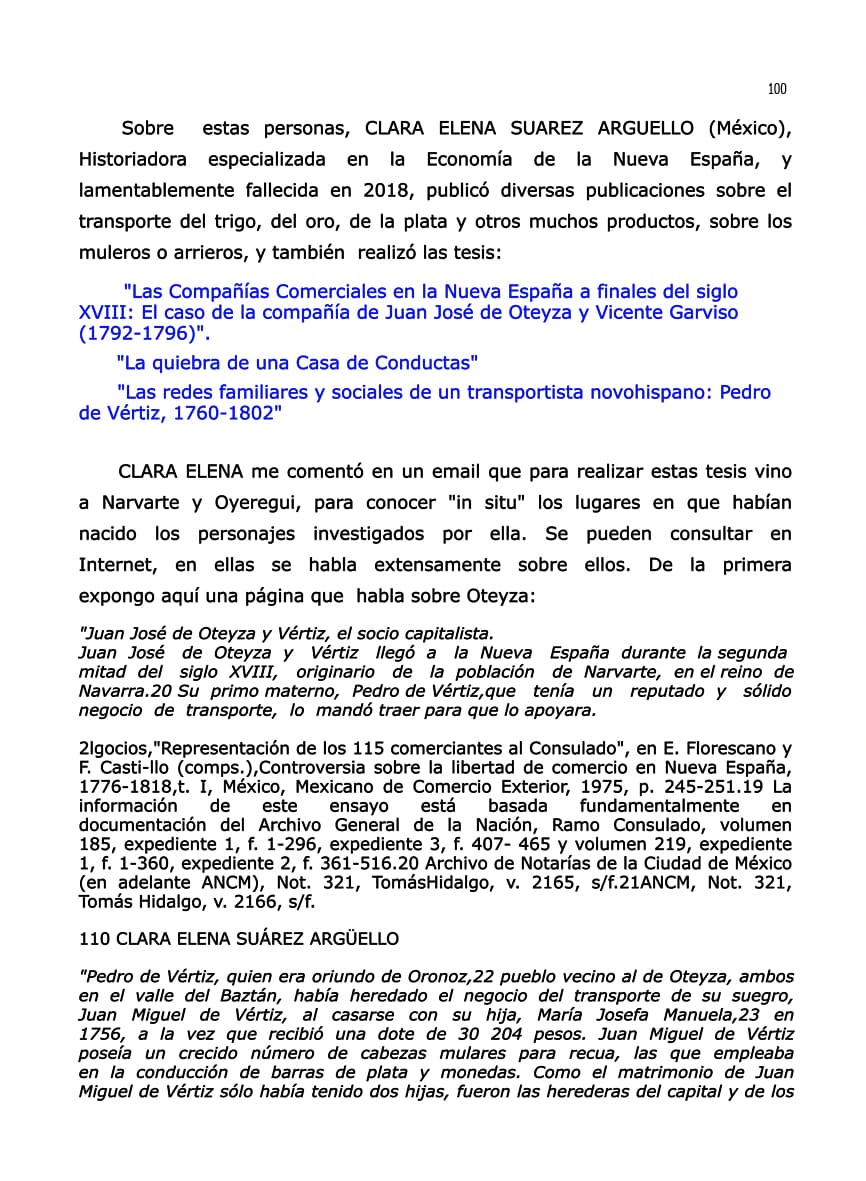 100
Sobre estas personas, CLARA ELENA SUAREZ ARGUELLO (México),
Historiadora especializada en la Economía de la Nueva España, y
lamentablemente fallecida en 2018, publicó diversas publicaciones sobre el
transporte del trigo, del oro, de la plata y otros muchos productos, sobre los
muleros o arrieros, y también realizó las tesis:
"Las Compañías Comerciales en la Nueva España a finales del siglo
XVIII: El caso de la compañía de Juan José de Oteyza y Vicente Garviso
(1792-1796)".
"La quiebra de una Casa de Conductas"
"Las redes familiares y sociales de un transportista novohispano: Pedro
de Vértiz, 1760-1802"
CLARA ELENA me comentó en un email que para realizar estas tesis vino
a Narvarte y Oyeregui, para conocer "in situ" los lugares en que habían
nacido los personajes investigados por ella. Se pueden consultar en
Internet, en ellas se habla extensamente sobre ellos. De la primera
expongo aquí una página que habla sobre Oteyza:
"Juan José de Oteyza y Vértiz, el socio capitalista.
Juan José de Oteyza y Vértiz llegó a la Nueva España durante la segunda
mitad del siglo XVIII, originario de la población de Narvarte, en el reino de
Navarra.20 Su primo materno, Pedro de Vértiz,que tenía un reputado y sólido
negocio de transporte, lo mandó traer para que lo apoyara.
2lgocios,"Representación de los 115 comerciantes al Consulado", en E. Florescano y
F. Casti-llo (comps.),Controversia sobre la libertad de comercio en Nueva España,
1776-1818,t. I, México, Mexicano de Comercio Exterior, 1975, p. 245-251.19 La
información de este ensayo está basada fundamentalmente en
documentación del Archivo General de la Nación, Ramo Consulado, volumen
185, expediente 1, f. 1-296, expediente 3, f. 407- 465 y volumen 219, expediente
1, f. 1-360, expediente 2, f. 361-516.20 Archivo de Notarías de la Ciudad de México
(en adelante ANCM), Not. 321, TomásHidalgo, v. 2165, s/f.21ANCM, Not. 321,
Tomás Hidalgo, v. 2166, s/f.
110 CLARA ELENA SUÁREZ ARGÜELLO
"Pedro de Vértiz, quien era oriundo de Oronoz,22 pueblo vecino al de Oteyza, ambos
en el valle del Baztán, había heredado el negocio del transporte de su suegro,
Juan Miguel de Vértiz, al casarse con su hija, María Josefa Manuela,23 en
1756, a la vez que recibió una dote de 30 204 pesos. Juan Miguel de Vértiz
poseía un crecido número de cabezas mulares para recua, las que empleaba
en la conducción de barras de plata y monedas. Como el matrimonio de Juan
Miguel de Vértiz sólo había tenido dos hijas, fueron las herederas del capital y de los